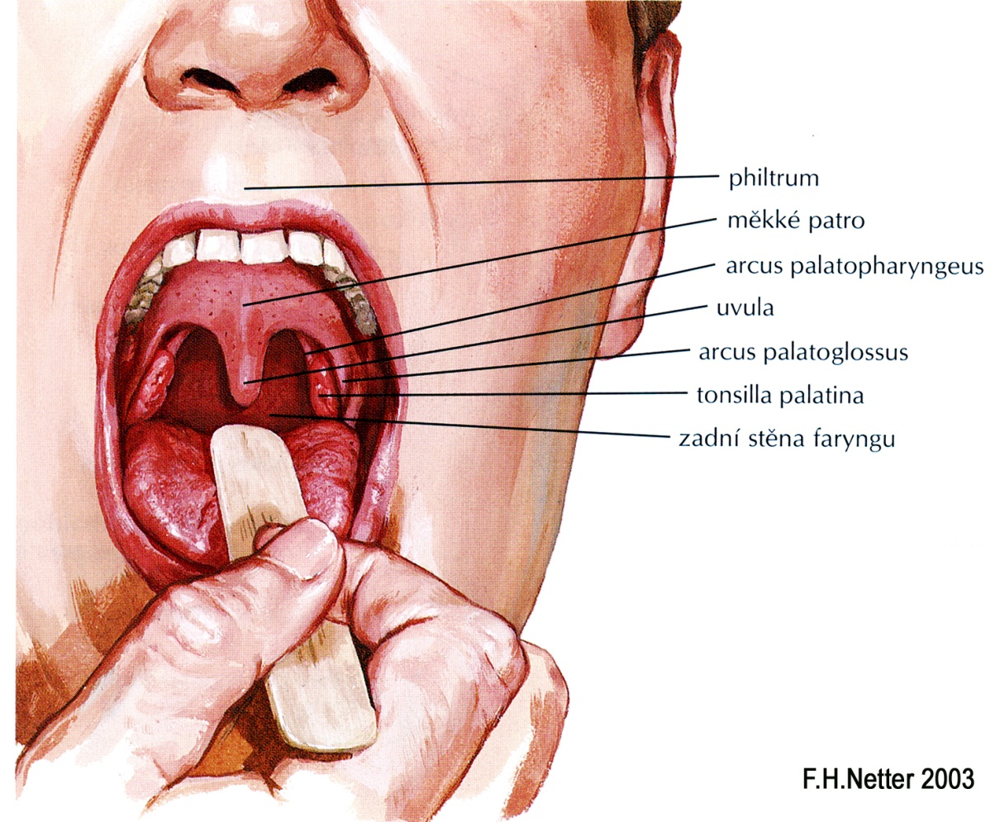 philtrum
měkké patro
arcus palatopharyngeus
uvula
arcus palatoglossus
tonsilla palatina
zadní stěna faryngu
F.H.Netter 2003